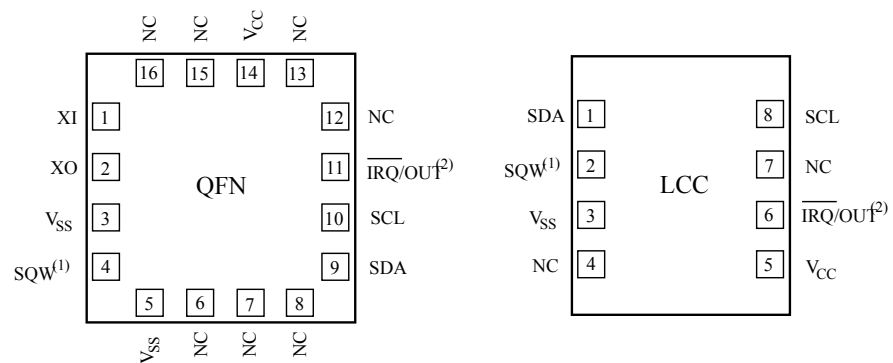 NC NC VCC NC
16 15 14 13
XI 1 12 NC
XO 2 11 IRQ/OUT(2)
QFN
VSS 3 10 SCL
SQW(1) 4 9 SDA
5 6 7 8
VSS NC NC NC
SDA 1 8 SCL
SQW(1) 2 7 NC
LCC
VSS 3 6 IRQ/OUT(2)
NC 4 5 VCC